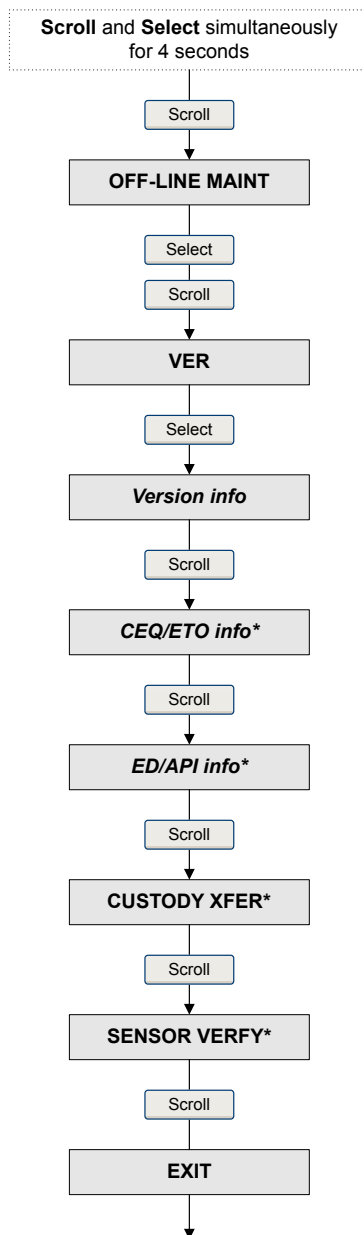 Scroll and Select simultaneously
for 4 seconds
Scroll
OFF-LINE MAINT
Select
Scroll
VER
Select
Version info
Scroll
CEQ/ETO info*
Scroll
ED/API info*
Scroll
CUSTODY XFER*
Scroll
SENSOR VERFY*
Scroll
EXIT